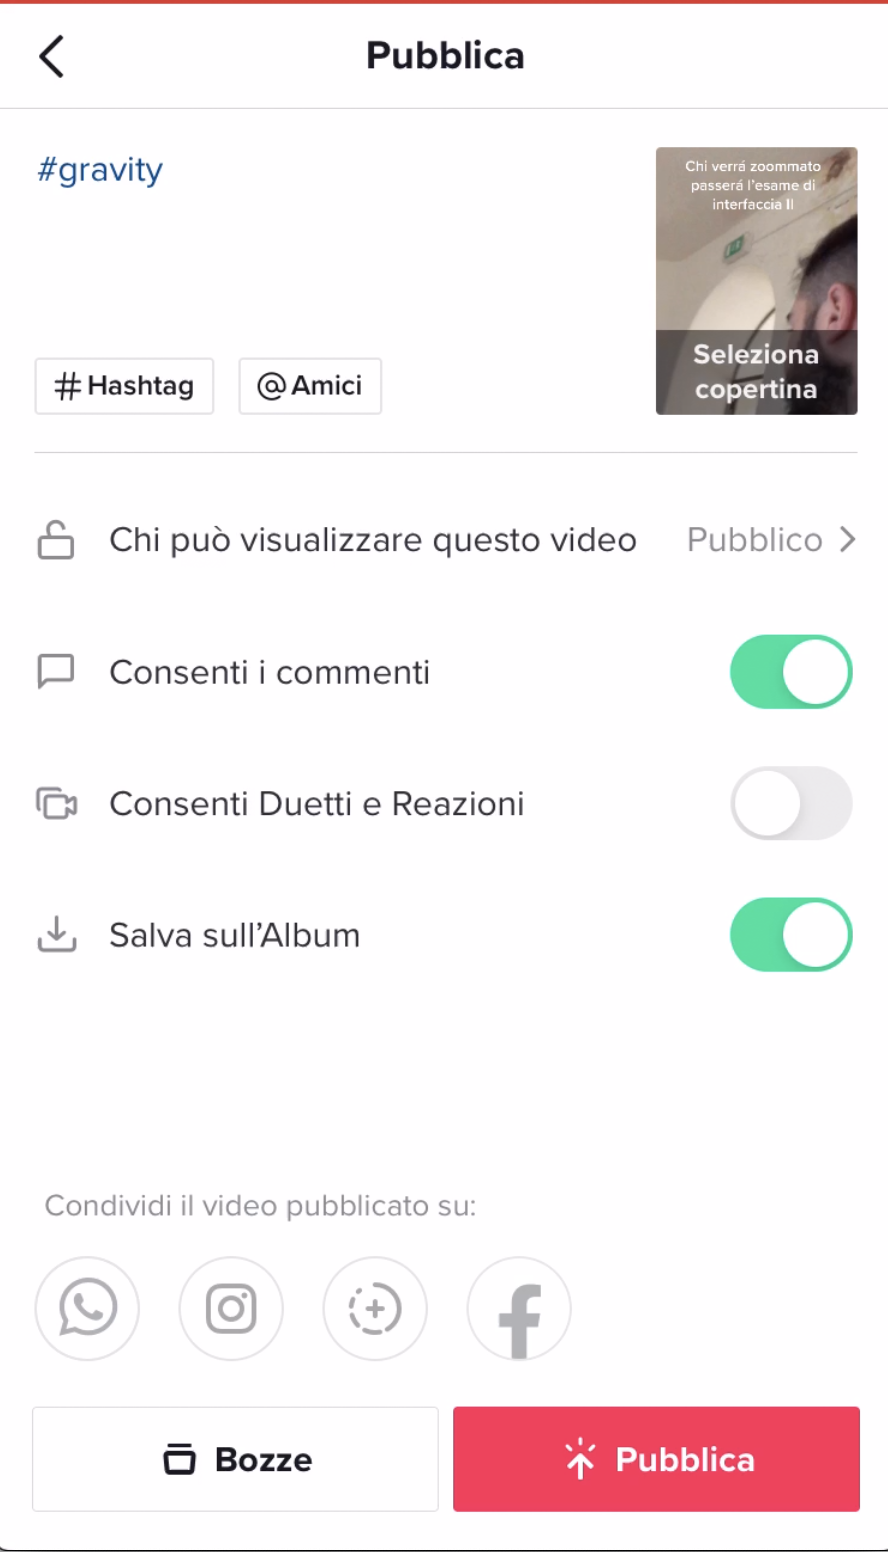 Pubblica
#gravity
Chi verrá zoommato
passerá l'esame di
interfaccia II
Seleziona
copertina
# Hashtag
@ Amici
Chi può visualizzare questo video
Pubblico
Consenti i commenti
Consenti Duetti e Reazioni
Salva sull'Album
Condividi il video pubblicato su:
Bozze
Pubblica